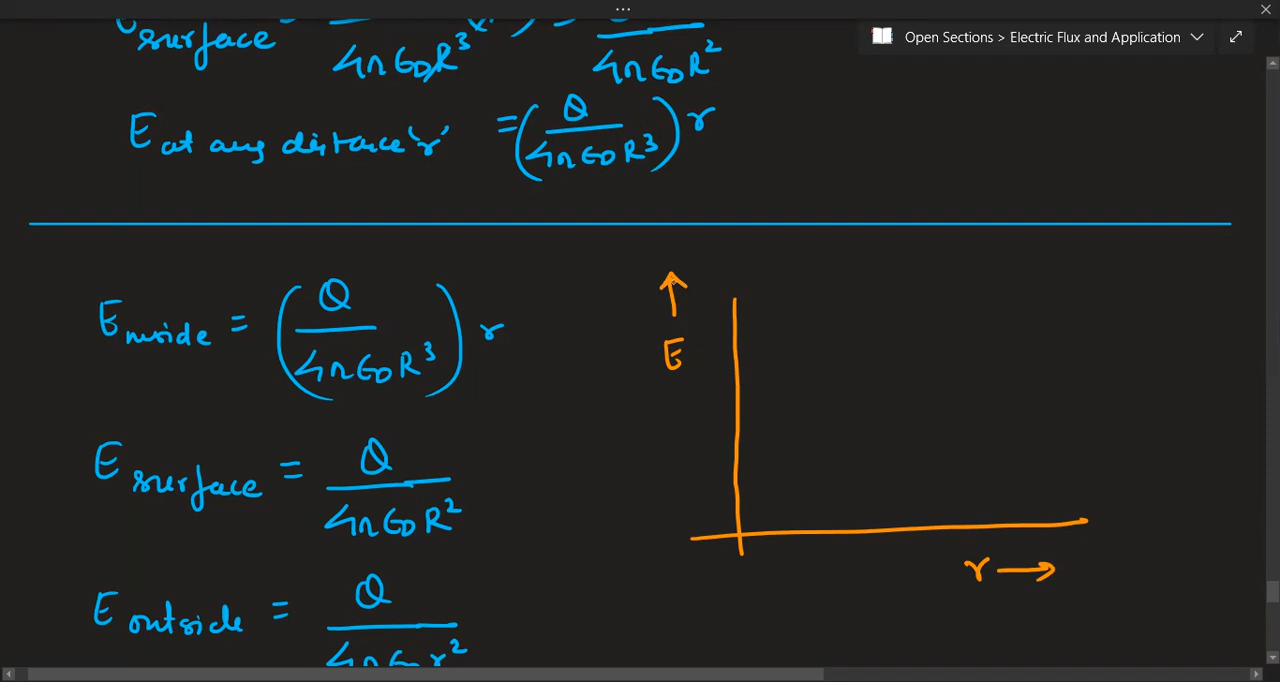 ...
Open Sections > Electric Flux and Application
surface = / 4πε0R³ = / 4πε0R²
E at any distance 'r' = (Q / 4πε0R³) r
E inside = (Q / 4πε0R³) r
↑
E
E surface = Q / 4πε0R²
r →
E outside = Q / 4πε0r²